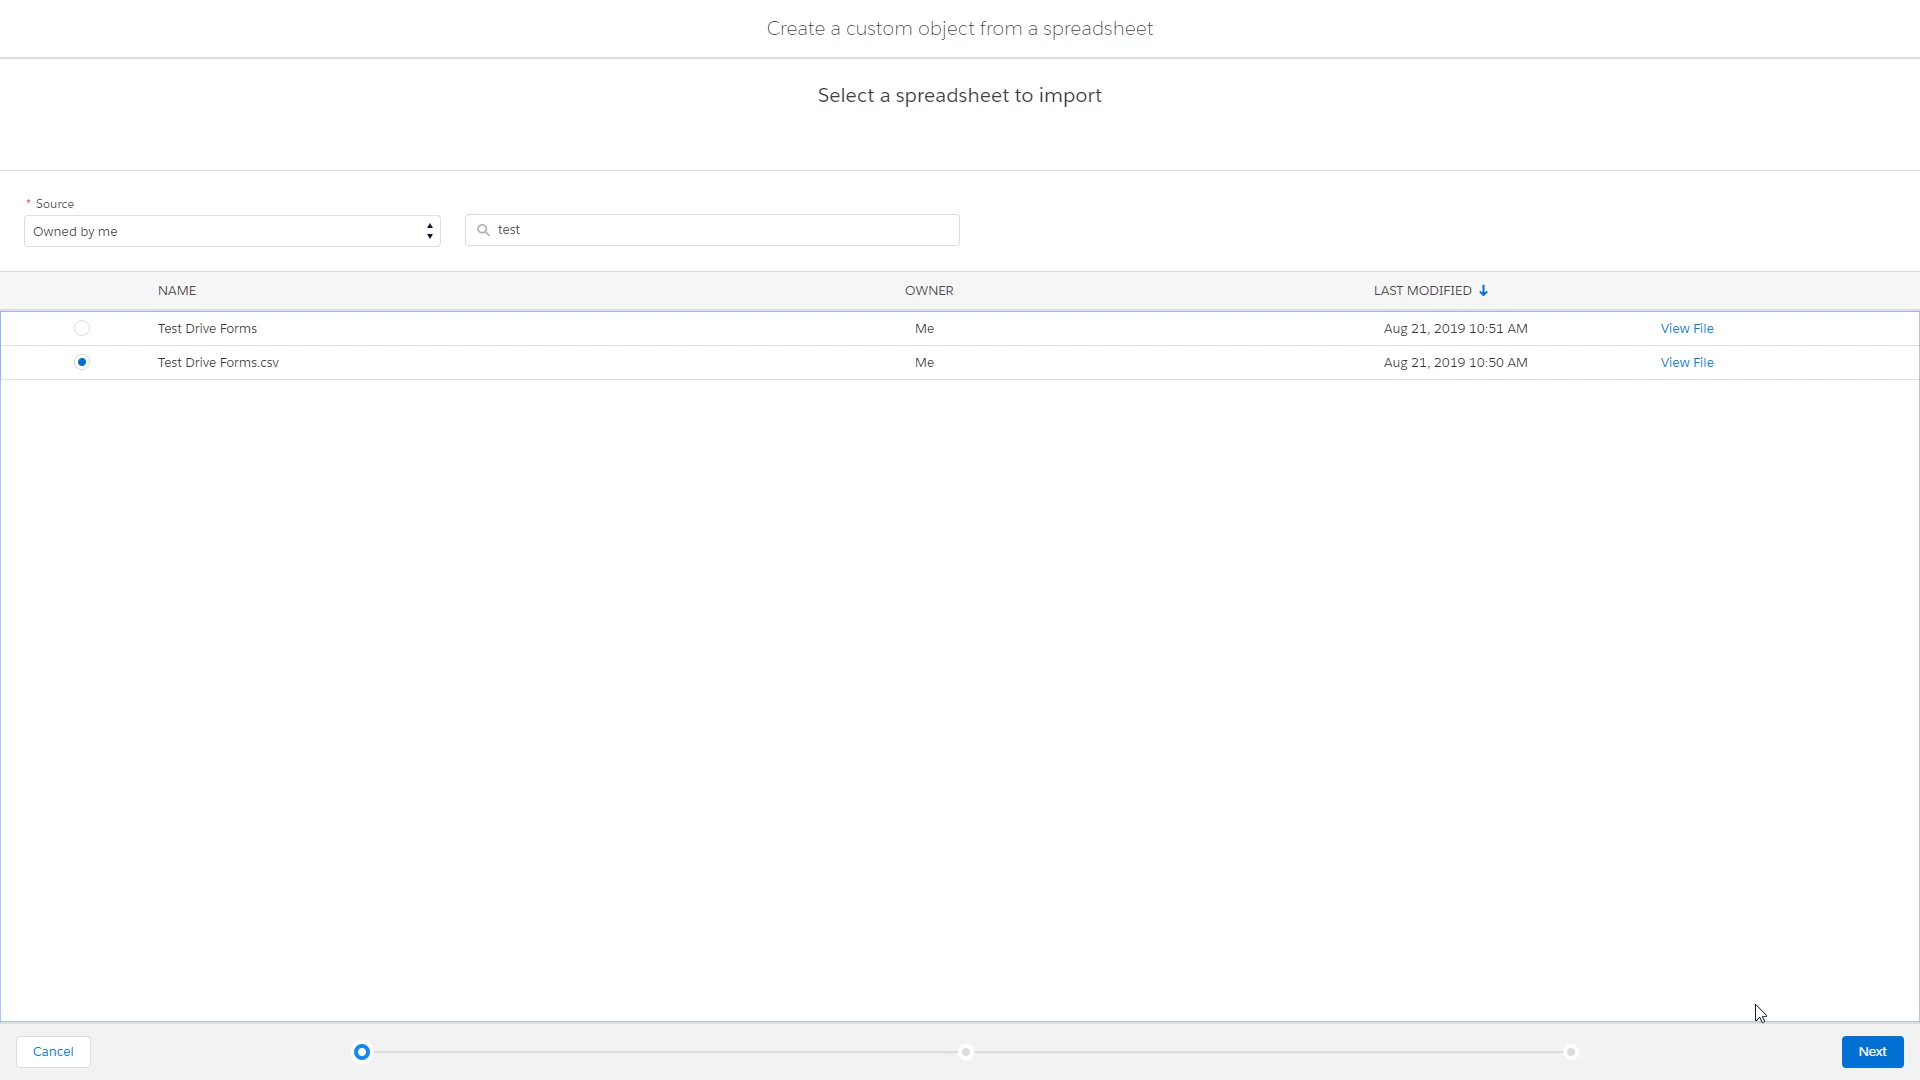 Create a custom object from a spreadsheet
Select a spreadsheet to import
* Source
Owned by me
test
NAME OWNER LAST MODIFIED
Test Drive Forms Me Aug 21, 2019 10:51 AM View File
Test Drive Forms.csv Me Aug 21, 2019 10:50 AM View File
Cancel Next